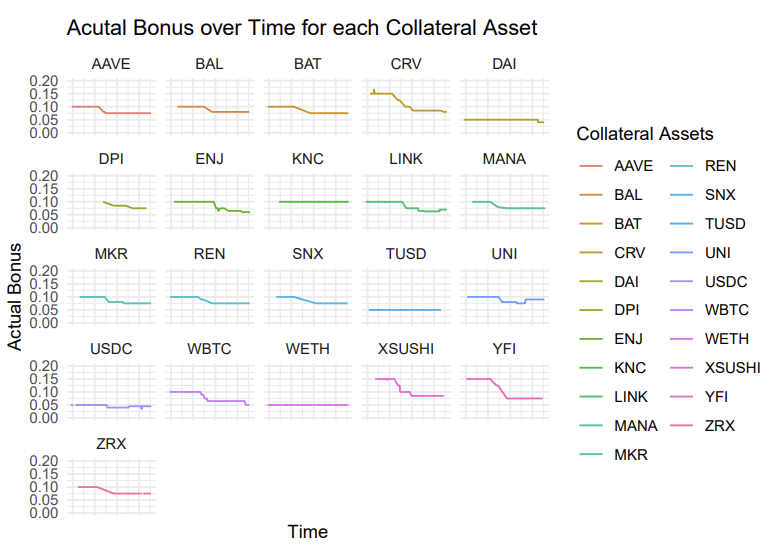 Acutal Bonus over Time for each Collateral Asset
AAVE BAL BAT CRV DAI
0.20
0.15
0.10
0.05
0.00
DPI ENJ KNC LINK MANA
0.20
0.15
0.10
0.05
0.00
MKR REN SNX TUSD UNI
0.20
0.15
0.10
0.05
0.00
USDC WBTC WETH XSUSHI YFI
0.20
0.15
0.10
0.05
0.00
ZRX
0.20
0.15
0.10
0.05
0.00
Actual Bonus
Time
Collateral Assets
AAVE REN
BAL SNX
BAT TUSD
CRV UNI
DAI USDC
DPI WBTC
ENJ WETH
KNC XSUSHI
LINK YFI
MANA ZRX
MKR